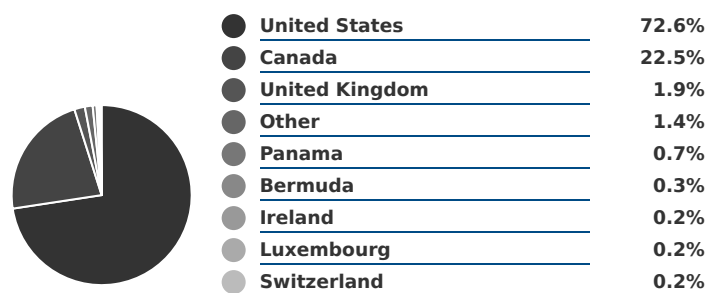 United States 72.6%
Canada 22.5%
United Kingdom 1.9%
Other 1.4%
Panama 0.7%
Bermuda 0.3%
Ireland 0.2%
Luxembourg 0.2%
Switzerland 0.2%